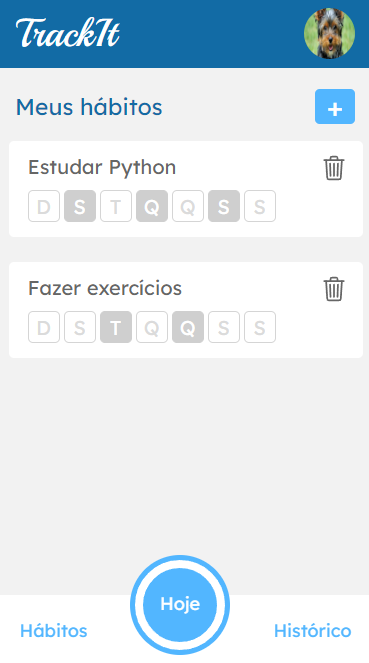 TrackIt
Meus hábitos
+
Estudar Python
D S T Q Q S S
Fazer exercícios
D S T Q Q S S
Hoje
Hábitos Histórico